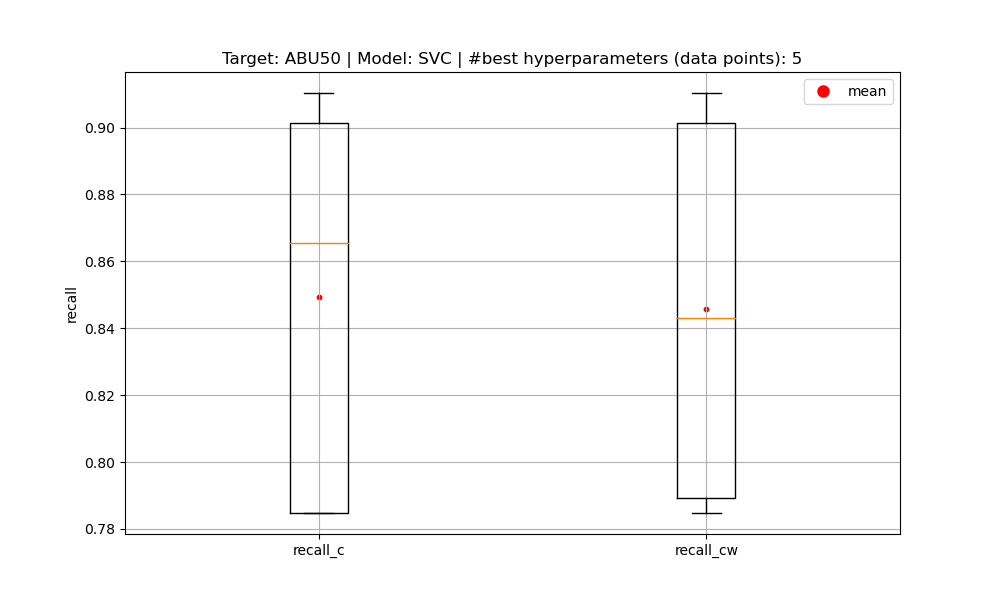 Target: ABU50 | Model: SVC | #best hyperparameters (data points): 5
mean
0.90
0.88
0.86
0.84
0.82
0.80
0.78
recall
recall_c
recall_cw